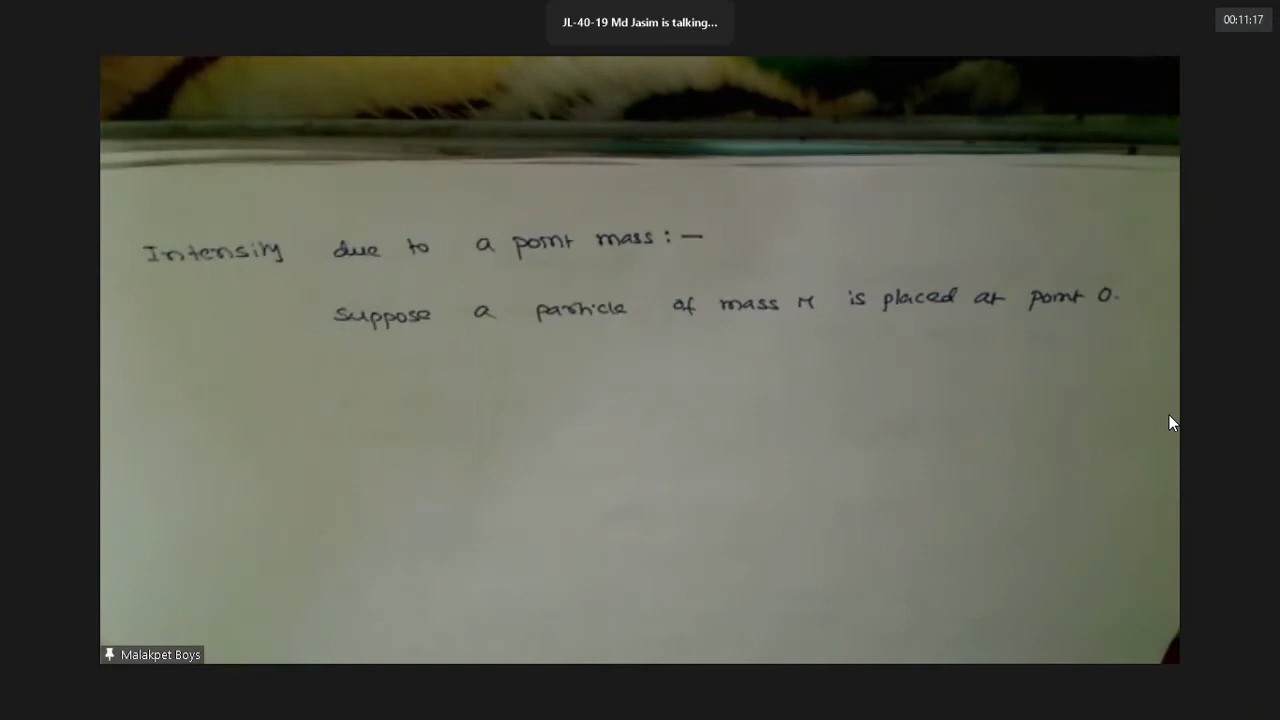 JL-40-19 Md Jasim is talking...
00:11:17
Intensity due to a point mass : —
Suppose a particle of mass M is placed at point O.
Malakpet Boys